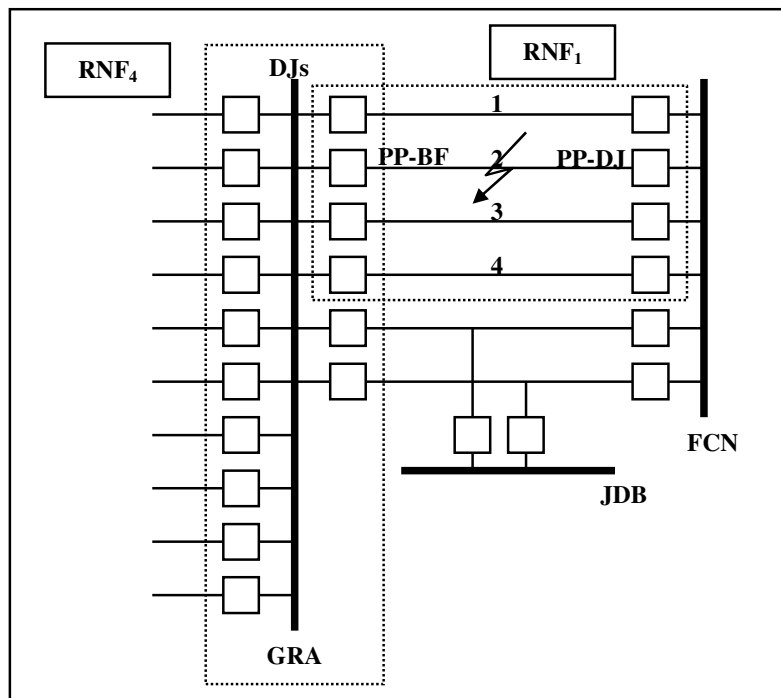 RNF₄
RNF₁
DJs
1
PP-BF
2
PP-DJ
3
4
FCN
JDB
GRA